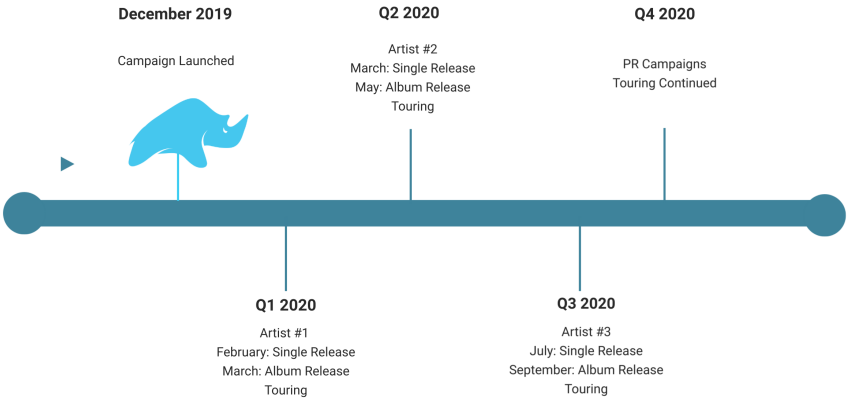 December 2019
Campaign Launched
Q1 2020
Artist #1
February: Single Release
March: Album Release
Touring
Q2 2020
Artist #2
March: Single Release
May: Album Release
Touring
Q3 2020
Artist #3
July: Single Release
September: Album Release
Touring
Q4 2020
PR Campaigns
Touring Continued